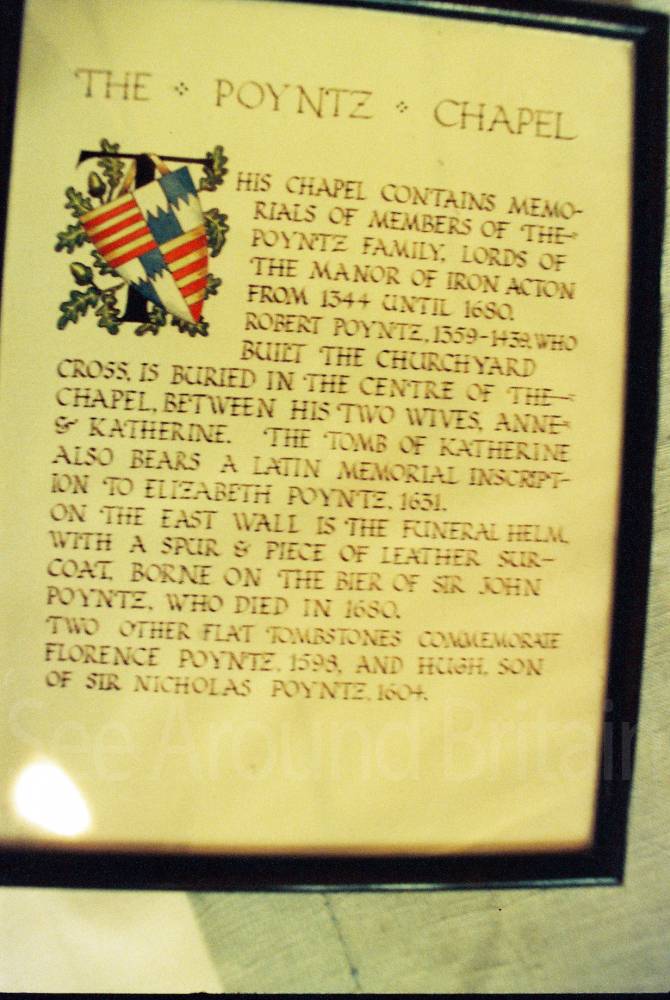 THE POYNTZ CHAPEL
THIS CHAPEL CONTAINS MEMO-
RIALS OF MEMBERS OF THE
POYNTZ FAMILY, LORDS OF
THE MANOR OF IRON ACTON
FROM 1344 UNTIL 1680.
ROBERT POYNTZ, 1359-1439, WHO
BUILT THE CHURCHYARD
CROSS, IS BURIED IN THE CENTRE OF THE
CHAPEL, BETWEEN HIS TWO WIVES, ANNE
& KATHERINE. THE TOMB OF KATHERINE
ALSO BEARS A LATIN MEMORIAL INSCRIPT-
ION TO ELIZABETH POYNTZ, 1631.
ON THE EAST WALL IS THE FUNERAL HELM,
WITH A SPUR & PIECE OF LEATHER SUR-
COAT, BORNE ON THE BIER OF SIR JOHN
POYNTZ, WHO DIED IN 1680.
TWO OTHER FLAT TOMBSTONES COMMEMORATE
FLORENCE POYNTZ, 1598, AND HUGH, SON
OF SIR NICHOLAS POYNTZ, 1604.
See Around Britain